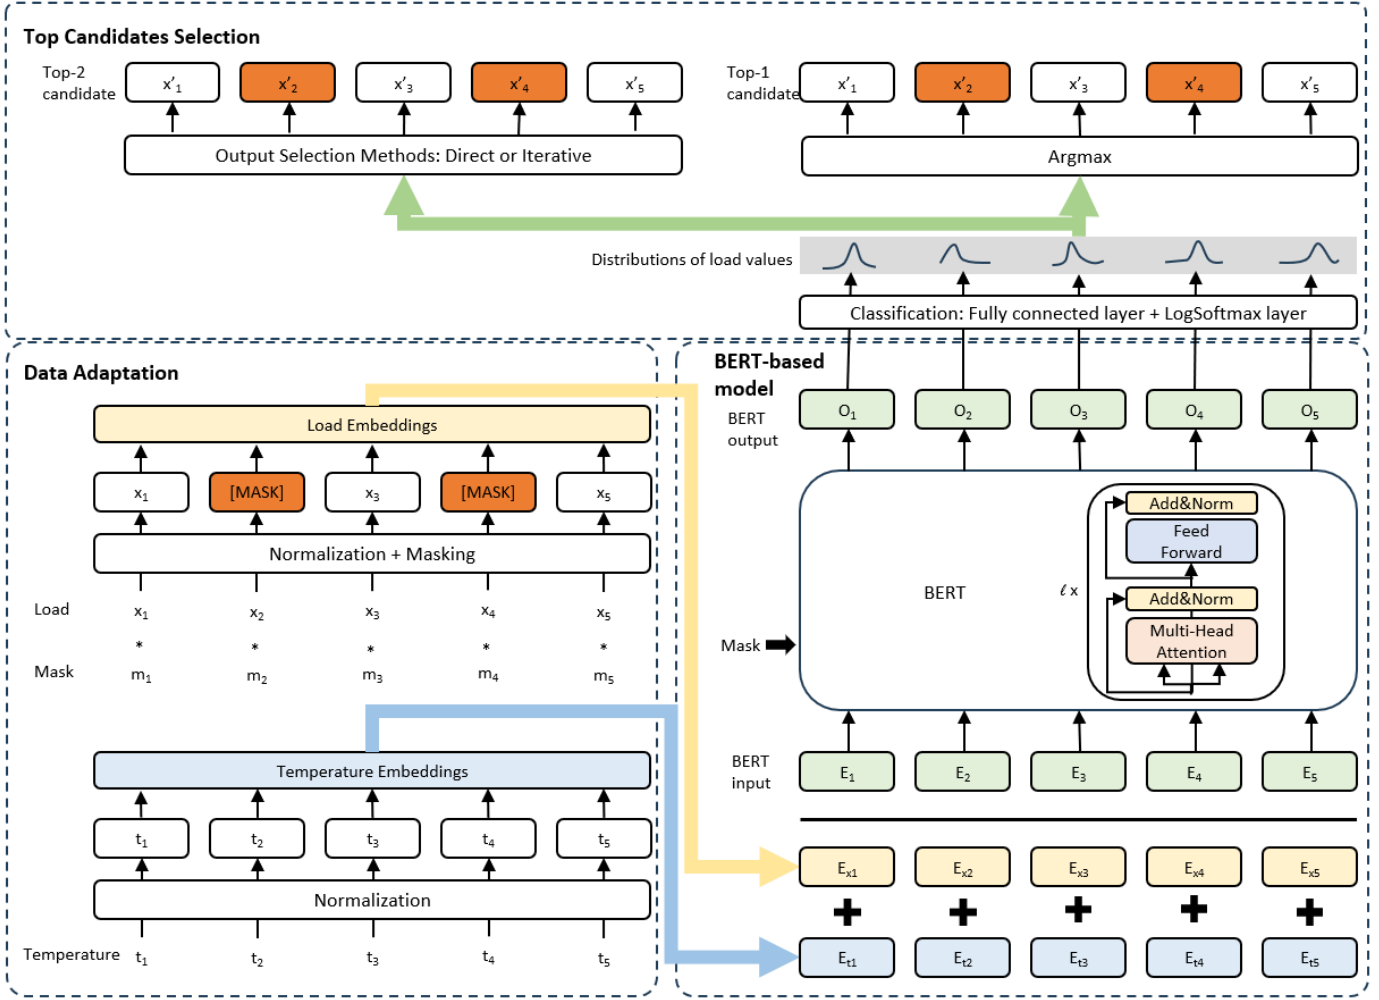 Top Candidates Selection
Top-2
candidate
x’1 x’2 x’3 x’4 x’5
Top-1
candidate
x’1 x’2 x’3 x’4 x’5
Output Selection Methods: Direct or Iterative
Argmax
Distributions of load values
Classification: Fully connected layer + LogSoftmax layer
Data Adaptation
Load Embeddings
x1 [MASK] x3 [MASK] x5
Normalization + Masking
Load x1 x2 x3 x4 x5
* * * * *
Mask m1 m2 m3 m4 m5
Temperature Embeddings
t1 t2 t3 t4 t5
Normalization
Temperature t1 t2 t3 t4 t5
BERT-based
model
BERT
output
O1 O2 O3 O4 O5
BERT
ℓ x
Add&Norm
Feed
Forward
Add&Norm
Multi-Head
Attention
Mask
BERT
input
E1 E2 E3 E4 E5
Ex1 Ex2 Ex3 Ex4 Ex5
+ + + + +
Et1 Et2 Et3 Et4 Et5